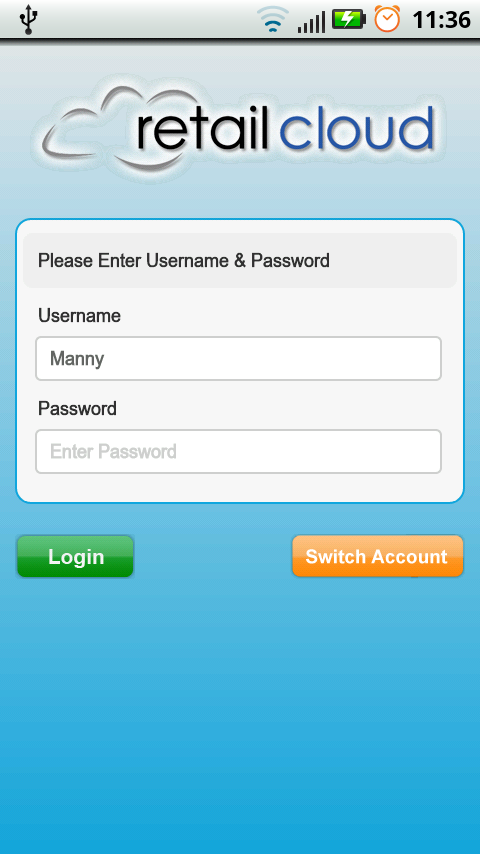 11:36
retailcloud
Please Enter Username & Password
Username
Manny
Password
Enter Password
Login
Switch Account